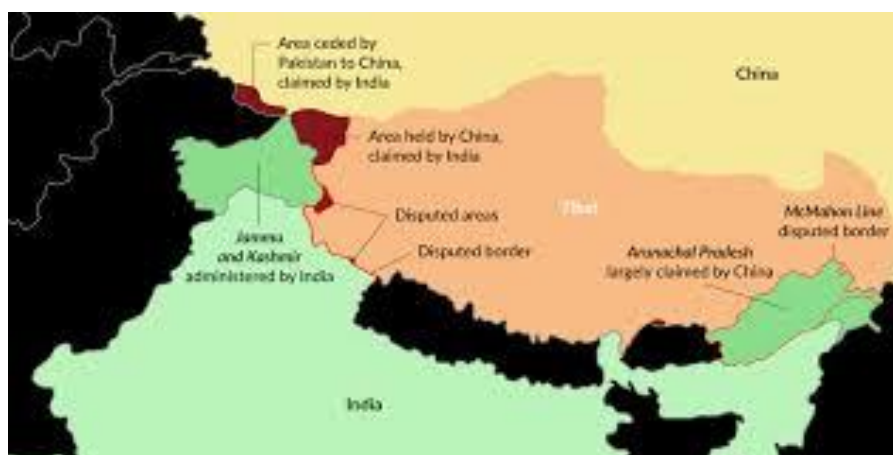 Area ceded by
Pakistan to China,
claimed by India
China
Area held by China,
claimed by India
Tibet
Disputed areas
McMahon Line
disputed border
Jammu
and Kashmir
administered by India
Disputed border
Arunachal Pradesh
largely claimed by China
India